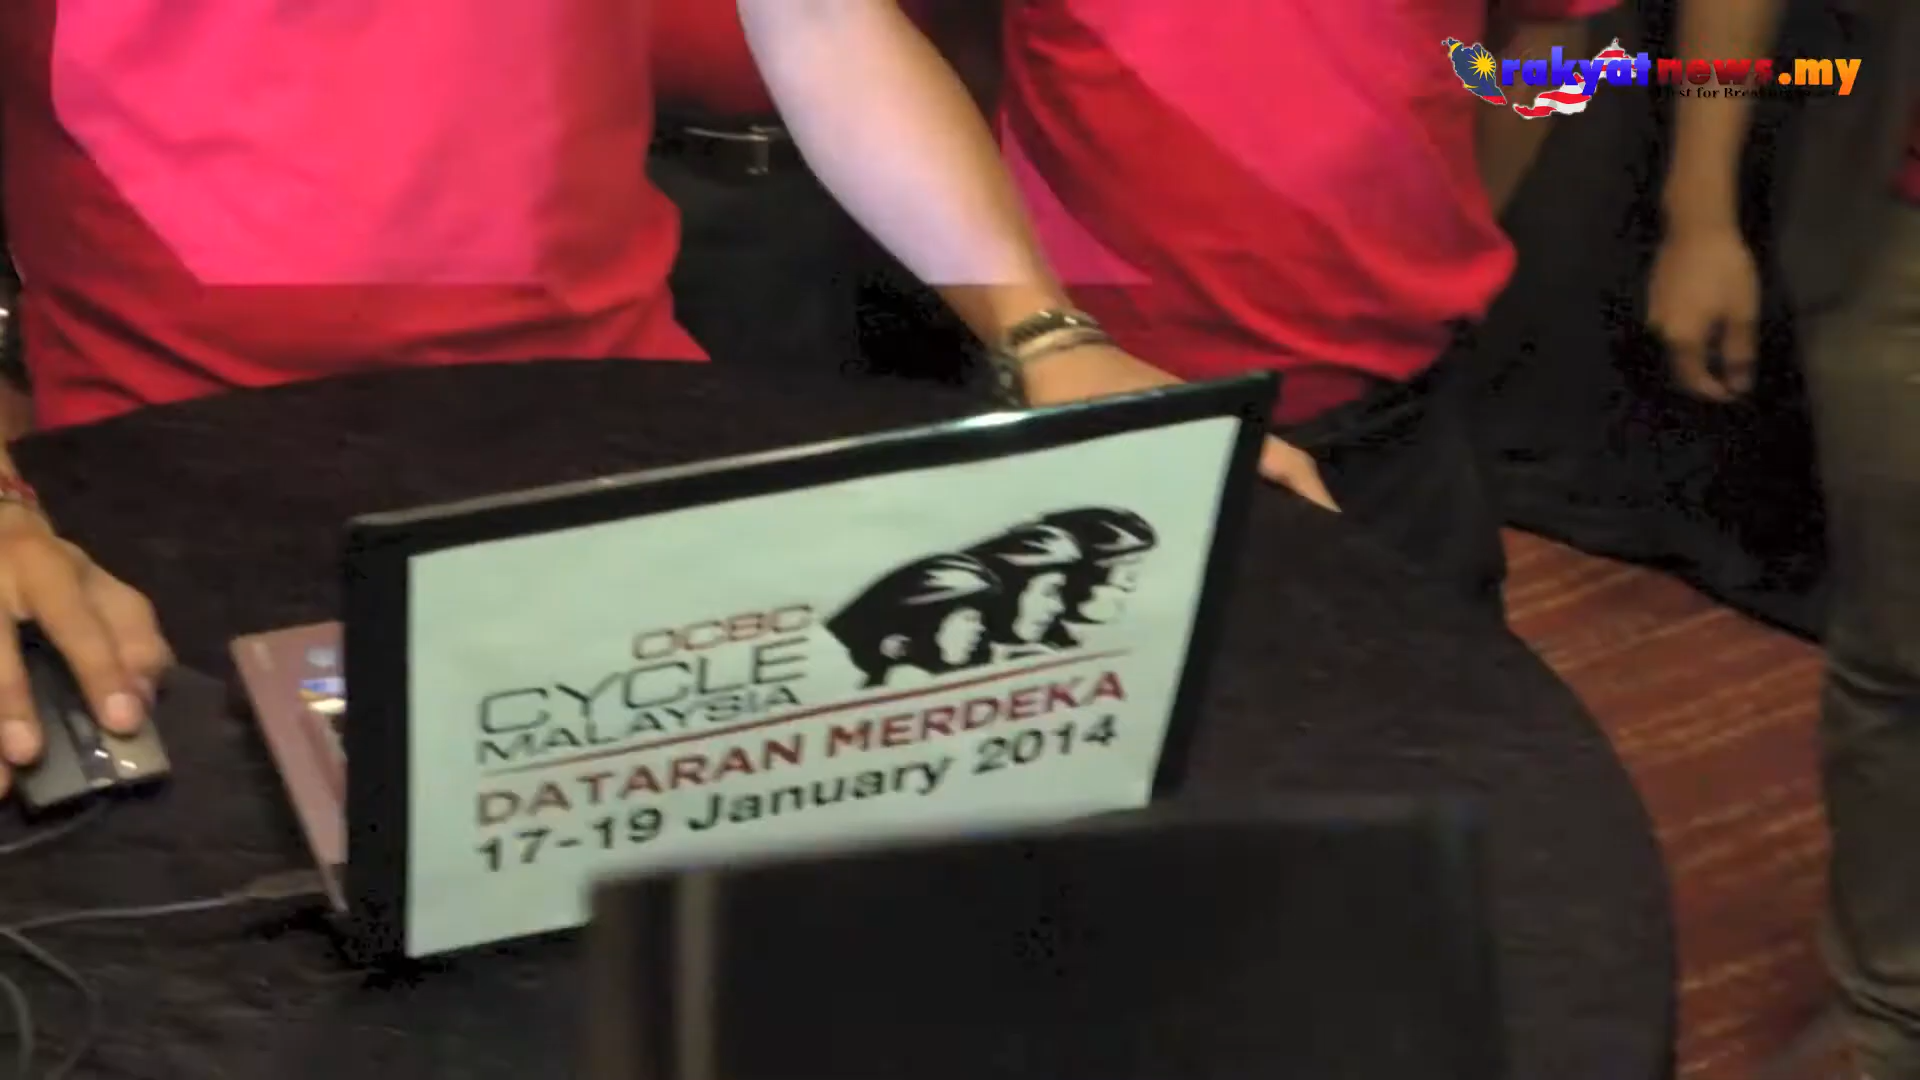 rakyatnews.my
OCBC
CYCLE
MALAYSIA
DATARAN MERDEKA
17-19 January 2014